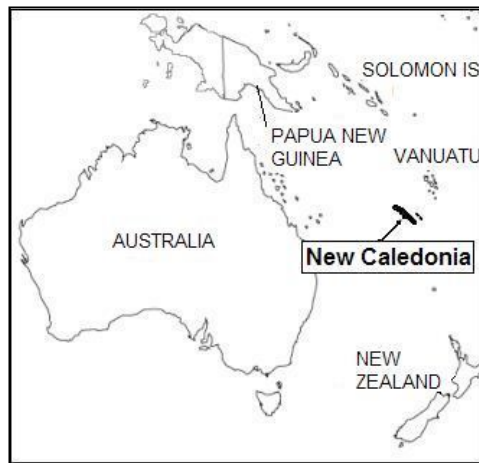 SOLOMON IS
PAPUA NEW
GUINEA
VANUATU
AUSTRALIA
New Caledonia
NEW
ZEALAND